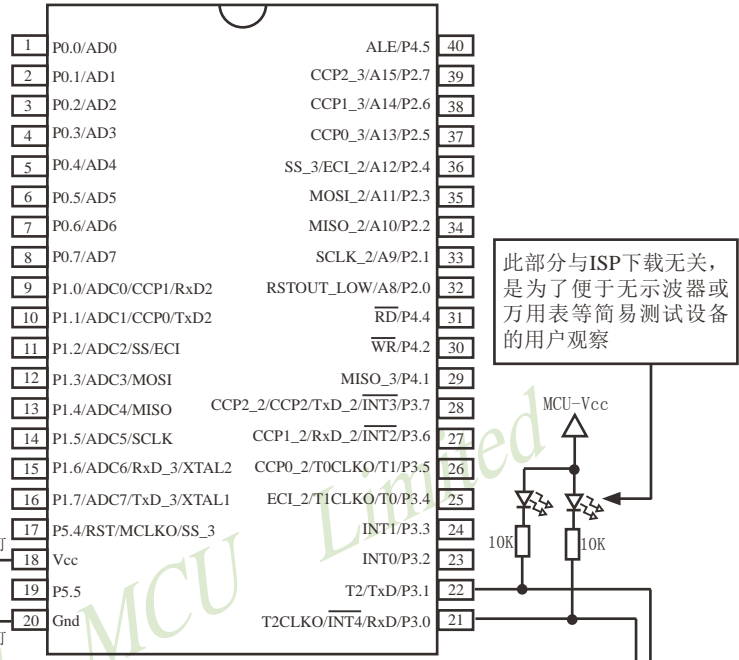 1 P0.0/AD0 ALE/P4.5 40
2 P0.1/AD1 CCP2_3/A15/P2.7 39
3 P0.2/AD2 CCP1_3/A14/P2.6 38
4 P0.3/AD3 CCP0_3/A13/P2.5 37
5 P0.4/AD4 SS_3/ECI_2/A12/P2.4 36
6 P0.5/AD5 MOSI_2/A11/P2.3 35
7 P0.6/AD6 MISO_2/A10/P2.2 34
8 P0.7/AD7 SCLK_2/A9/P2.1 33
9 P1.0/ADC0/CCP1/RxD2 RSTOUT_LOW/A8/P2.0 32
10 P1.1/ADC1/CCP0/TxD2 RD/P4.4 31
11 P1.2/ADC2/SS/ECI WR/P4.2 30
12 P1.3/ADC3/MOSI MISO_3/P4.1 29
13 P1.4/ADC4/MISO CCP2_2/CCP2/TxD_2/INT3/P3.7 28
14 P1.5/ADC5/SCLK CCP1_2/RxD_2/INT2/P3.6 27
15 P1.6/ADC6/RxD_3/XTAL2 CCP0_2/T0CLKO/T1/P3.5 26
16 P1.7/ADC7/TxD_3/XTAL1 ECI_2/T1CLKO/T0/P3.4 25
17 P5.4/RST/MCLKO/SS_3 INT1/P3.3 24
18 Vcc INT0/P3.2 23
19 P5.5 T2/TxD/P3.1 22
20 Gnd T2CLKO/INT4/RxD/P3.0 21
此部分与ISP下载无关，
是为了便于无示波器或
万用表等简易测试设备
的用户观察
MCU-Vcc
10K 10K
MCU Limited